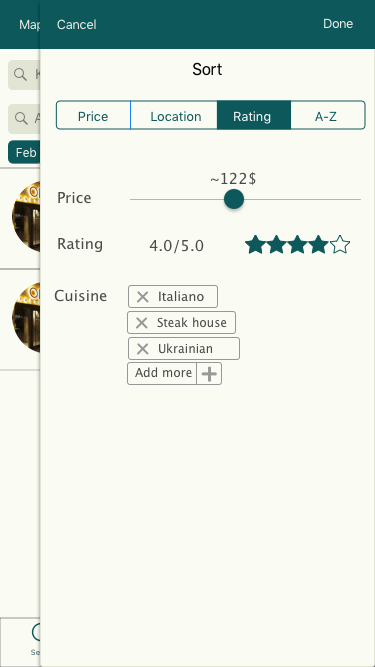 Map
Cancel
Done
Sort
Price
Location
Rating
A-Z
Feb
~122$
Price
Rating
4.0/5.0
Cuisine
Italiano
Steak house
Ukrainian
Add more